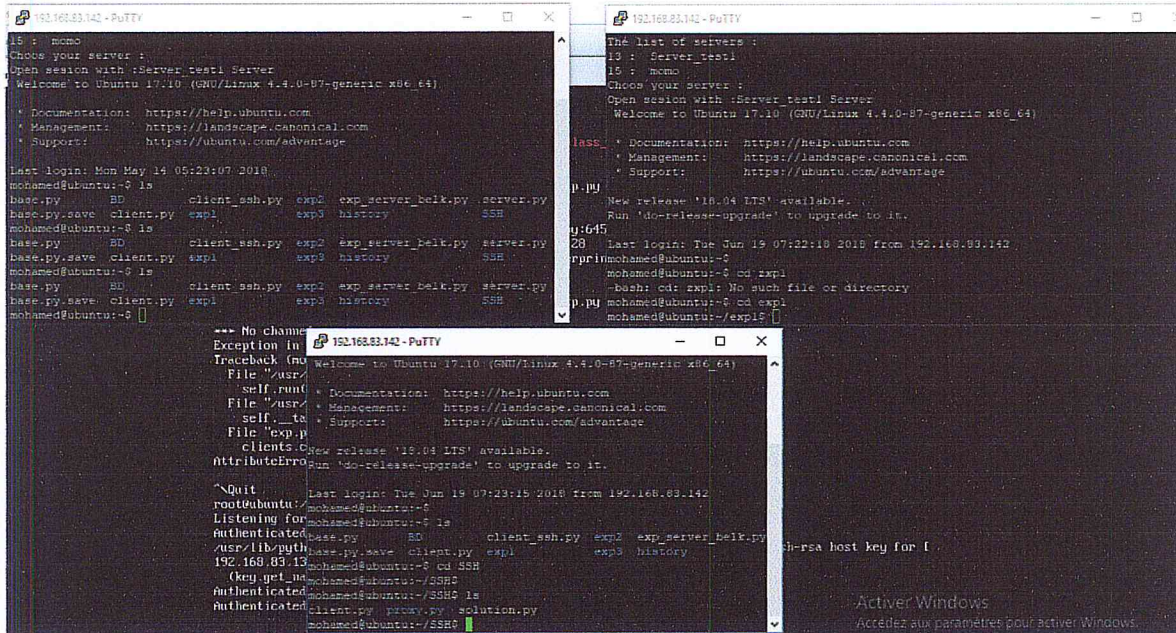 192.168.83.142 - PuTTY
15 :  momo
Choos your server :
Open sesion with :Server_test1 Server
Welcome to Ubuntu 17.10 (GNU/Linux 4.4.0-87-generic x86_64)
* Documentation:  https://help.ubuntu.com
* Management:     https://landscape.canonical.com
* Support:        https://ubuntu.com/advantage
Last login: Mon May 14 05:23:07 2018
mohamed@ubuntu:~$ ls
base.py       BD         client_ssh.py  exp2  exp_server_belk.py  server.py
base.py.save  client.py  exp1           exp3  history             SSH
mohamed@ubuntu:~$ ls
base.py       BD         client_ssh.py  exp2  exp_server_belk.py  server.py
base.py.save  client.py  exp1           exp3  history             SSH
mohamed@ubuntu:~$ ls
base.py       BD         client_ssh.py  exp2  exp_server_belk.py  server.py
base.py.save  client.py  exp1           exp3  history             SSH
mohamed@ubuntu:~$
192.168.83.142 - PuTTY
The list of servers :
13 :  Server_test1
15 :  momo
Choos your server :
Open sesion with :Server_test1 Server
Welcome to Ubuntu 17.10 (GNU/Linux 4.4.0-87-generic x86_64)
* Documentation:  https://help.ubuntu.com
* Management:     https://landscape.canonical.com
* Support:        https://ubuntu.com/advantage
New release '18.04 LTS' available.
Run 'do-release-upgrade' to upgrade to it.
Last login: Tue Jun 19 07:22:18 2018 from 192.168.83.142
mohamed@ubuntu:~$
mohamed@ubuntu:~$ cd zxpl
-bash: cd: zxpl: No such file or directory
mohamed@ubuntu:~$ cd exp1
mohamed@ubuntu:~/exp1$
lass_
p.py
y:645
28
erprin
p.py
*** No channe
Exception in
Traceback (mo
File "/usr/
self.run(
File "/usr/
self.__ta
File "exp.p
clients.c
AttributeErro
^\Quit
root@ubuntu:/
Listening for
Authenticated
/usr/lib/pyth
192.168.83.13
(key.get_na
Authenticated
Authenticated
h-rsa host key for [
192.168.83.142 - PuTTY
Welcome to Ubuntu 17.10 (GNU/Linux 4.4.0-87-generic x86_64)
* Documentation:  https://help.ubuntu.com
* Management:     https://landscape.canonical.com
* Support:        https://ubuntu.com/advantage
New release '18.04 LTS' available.
Run 'do-release-upgrade' to upgrade to it.
Last login: Tue Jun 19 07:23:15 2018 from 192.168.83.142
mohamed@ubuntu:~$
mohamed@ubuntu:~$ ls
base.py       BD         client_ssh.py  exp2  exp_server_belk.py
base.py.save  client.py  exp1           exp3  history
mohamed@ubuntu:~$ cd SSH
mohamed@ubuntu:~/SSH$
mohamed@ubuntu:~/SSH$ ls
client.py  proxy.py  solution.py
mohamed@ubuntu:~/SSH$
Activer Windows
Accédez aux paramètres pour activer Windows.